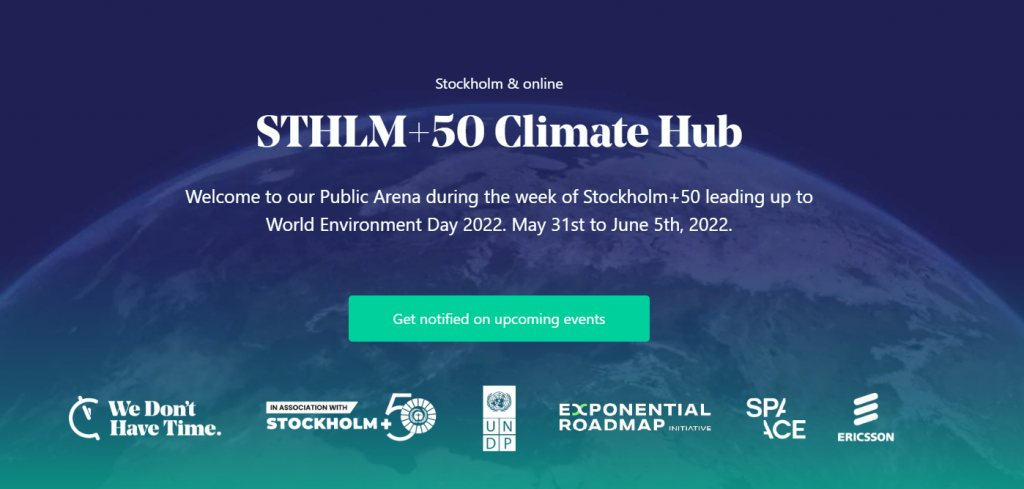 Stockholm & online
STHLM+50 Climate Hub
Welcome to our Public Arena during the week of Stockholm+50 leading up to
World Environment Day 2022. May 31st to June 5th, 2022.
Get notified on upcoming events
We Don't
Have Time.
IN ASSOCIATION WITH
STOCKHOLM+50
U N
D P
EXPONENTIAL
ROADMAP INITIATIVE
SPA
ACE
ERICSSON